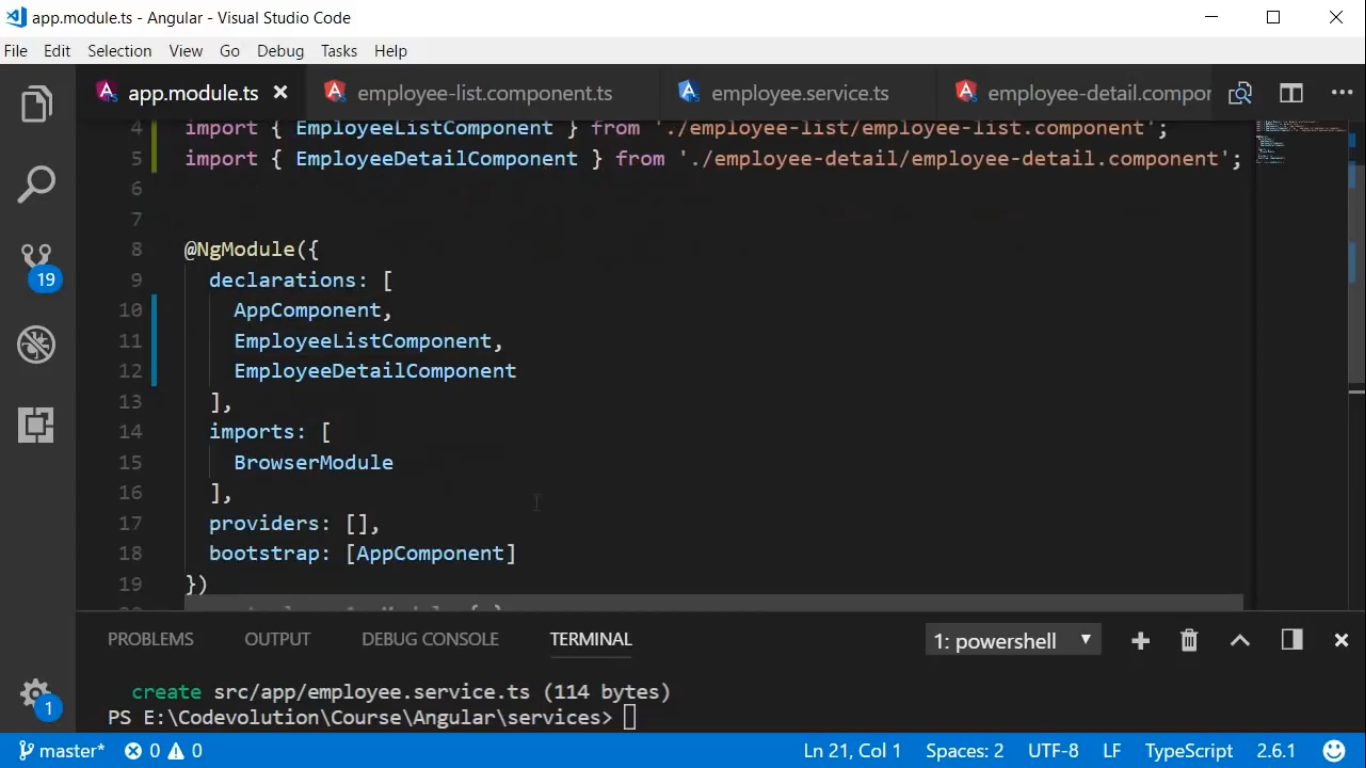 app.module.ts - Angular - Visual Studio Code
File Edit Selection View Go Debug Tasks Help
app.module.ts employee-list.component.ts employee.service.ts employee-detail.compor
4 import { EmployeeListComponent } from './employee-list/employee-list.component';
5 import { EmployeeDetailComponent } from './employee-detail/employee-detail.component';
6
7
8 @NgModule({
9 declarations: [
10 AppComponent,
11 EmployeeListComponent,
12 EmployeeDetailComponent
13 ],
14 imports: [
15 BrowserModule
16 ],
17 providers: [],
18 bootstrap: [AppComponent]
19 })
19
PROBLEMS OUTPUT DEBUG CONSOLE TERMINAL 1: powershell
create src/app/employee.service.ts (114 bytes)
PS E:\Codevolution\Course\Angular\services>
1
master* 0 0 Ln 21, Col 1 Spaces: 2 UTF-8 LF TypeScript 2.6.1